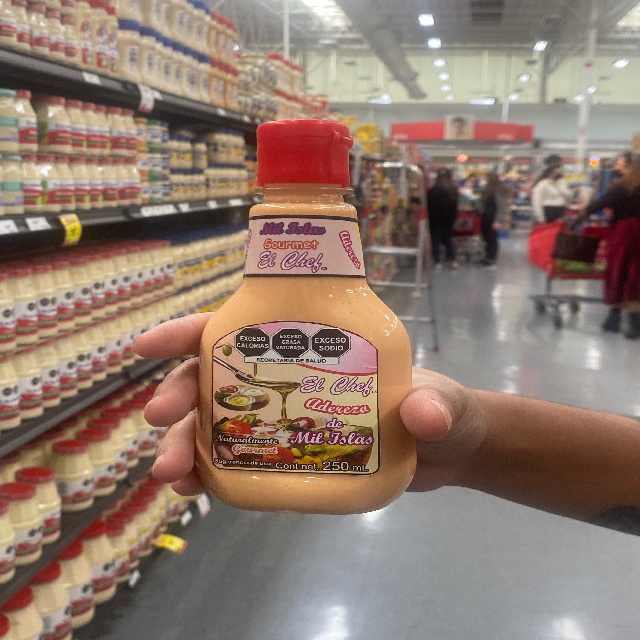 Mil Islas
Gourmet
El Chef
EXCESO CALORÍAS
EXCESO GRASAS SATURADAS
EXCESO SODIO
SECRETARÍA DE SALUD
El Chef
Aderezo
de
Mil Islas
Naturalmente
Gourmet
Cont. net. 250 mL